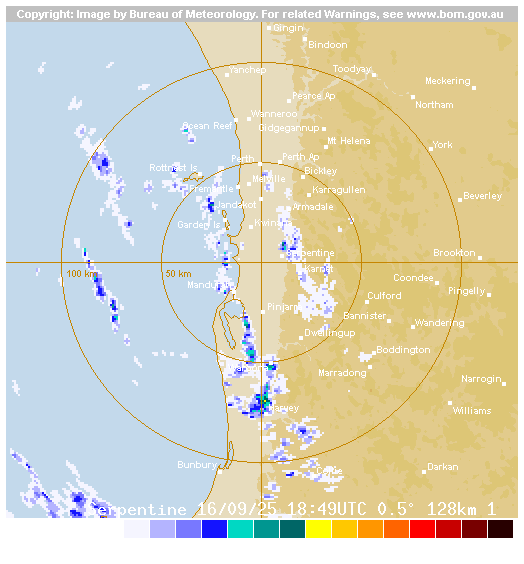 Copyright: Image by Bureau of Meteorology. For related Warnings, see www.bom.gov.au
Gingin
Bindoon
Yanchep
Toodyay
Meckering
Pearce Ap
Northam
Wanneroo
Ocean Reef
Gidgegannup
Mt Helena
York
Perth
Perth Ap
Rottnest Is
Bickley
Melville
Fremantle
Karragullen
Beverley
Jandakot
Armadale
Garden Is
Kwinana
Serpentine
Brookton
Karnet
100 km
50 km
Coondee
Mandurah
Pingelly
Culford
Pinjarra
Bannister
Wandering
Dwellingup
Boddington
Marradong
Narrogin
Harvey
Williams
Bunbury
Collie
Darkan
Serpentine 16/09/25 18:49UTC 0.5° 128km 1